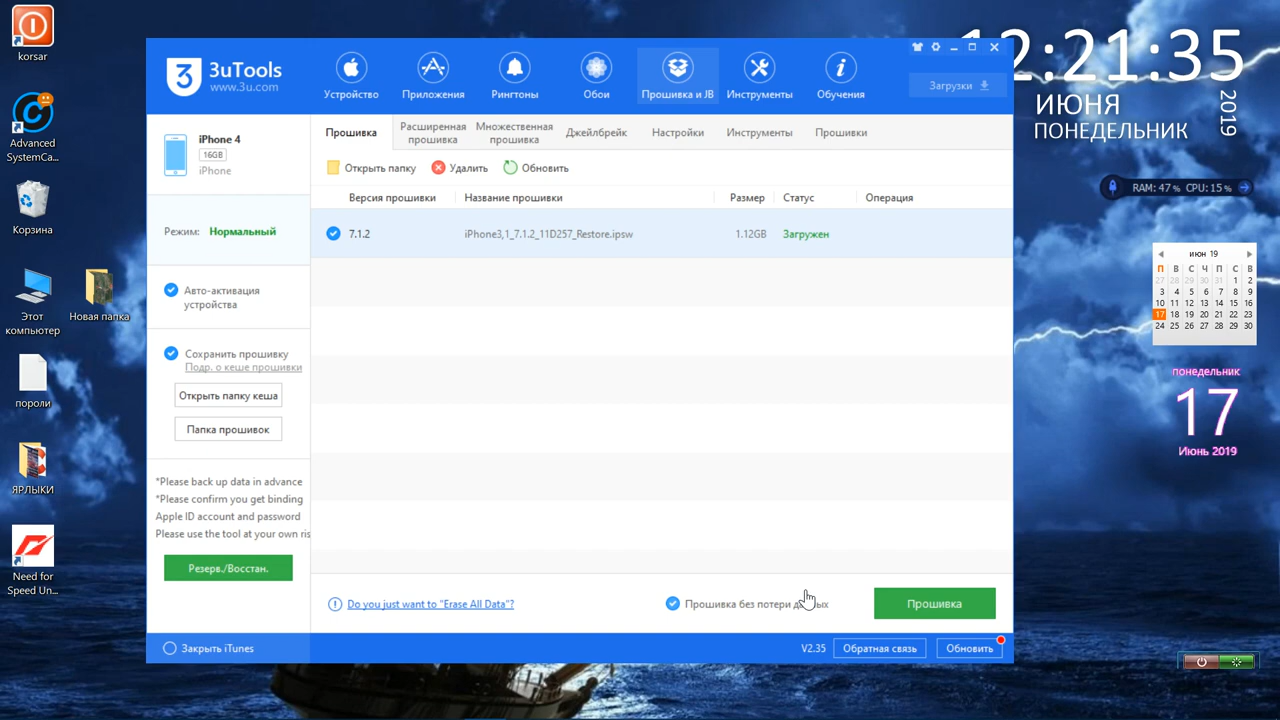 korsar
Advanced
SystemCa...
Корзина
Этот
компьютер
Новая папка
пороли
ЯРЛЫКИ
Need for
Speed Un...
3uTools
www.3u.com
Устройство
Приложения
Рингтоны
Обои
Прошивка и JB
Инструменты
Обучения
Загрузки
iPhone 4
16GB
iPhone
Режим: Нормальный
Авто-активация
устройства
Сохранить прошивку
Подр. о кеше прошивки
Открыть папку кеша
Папка прошивок
*Please back up data in advance
*Please confirm you get binding
Apple ID account and password
Please use the tool at your own ris
Резерв./Восстан.
Прошивка
Расширенная
прошивка
Множественная
прошивка
Джейлбрейк
Настройки
Инструменты
Прошивки
Открыть папку
Удалить
Обновить
Версия прошивки Название прошивки Размер Статус Операция
7.1.2 iPhone3,1_7.1.2_11D257_Restore.ipsw 1.12GB Загружен
Do you just want to "Erase All Data"?
Прошивка без потери данных
Прошивка
Закрыть iTunes
V2.35
Обратная связь
Обновить
12:21:35
ИЮНЯ
ПОНЕДЕЛЬНИК
2019
RAM: 47 % CPU: 15 %
июн 19
П В С Ч П С В
27 28 29 30 31 1 2
3 4 5 6 7 8 9
10 11 12 13 14 15 16
17 18 19 20 21 22 23
24 25 26 27 28 29 30
понедельник
17
Июнь 2019